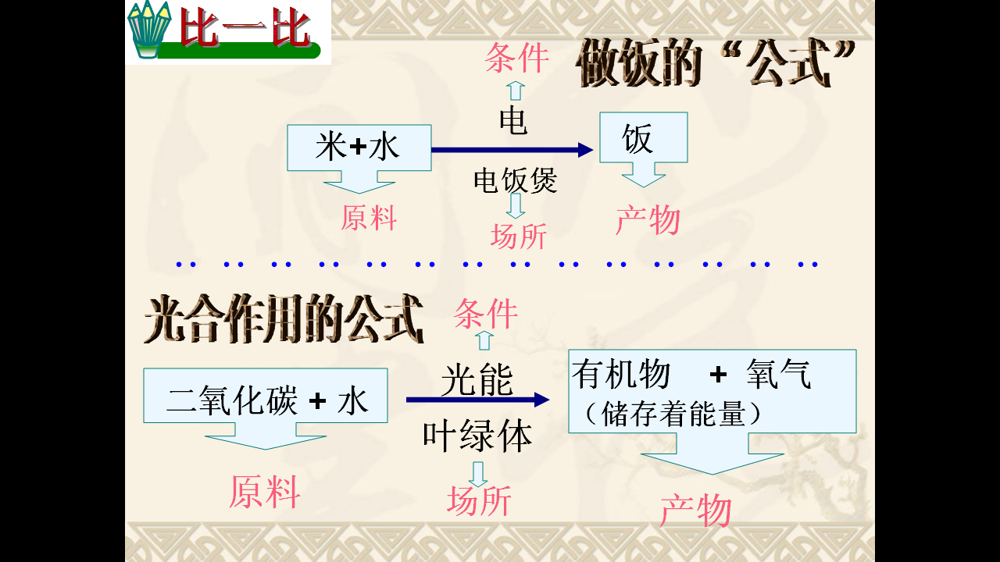 比一比
做饭的“公式”
条件
电
米+水
饭
电饭煲
原料
场所
产物
光合作用的公式
条件
光能
二氧化碳 + 水
有机物 + 氧气
（储存着能量）
叶绿体
原料
场所
产物